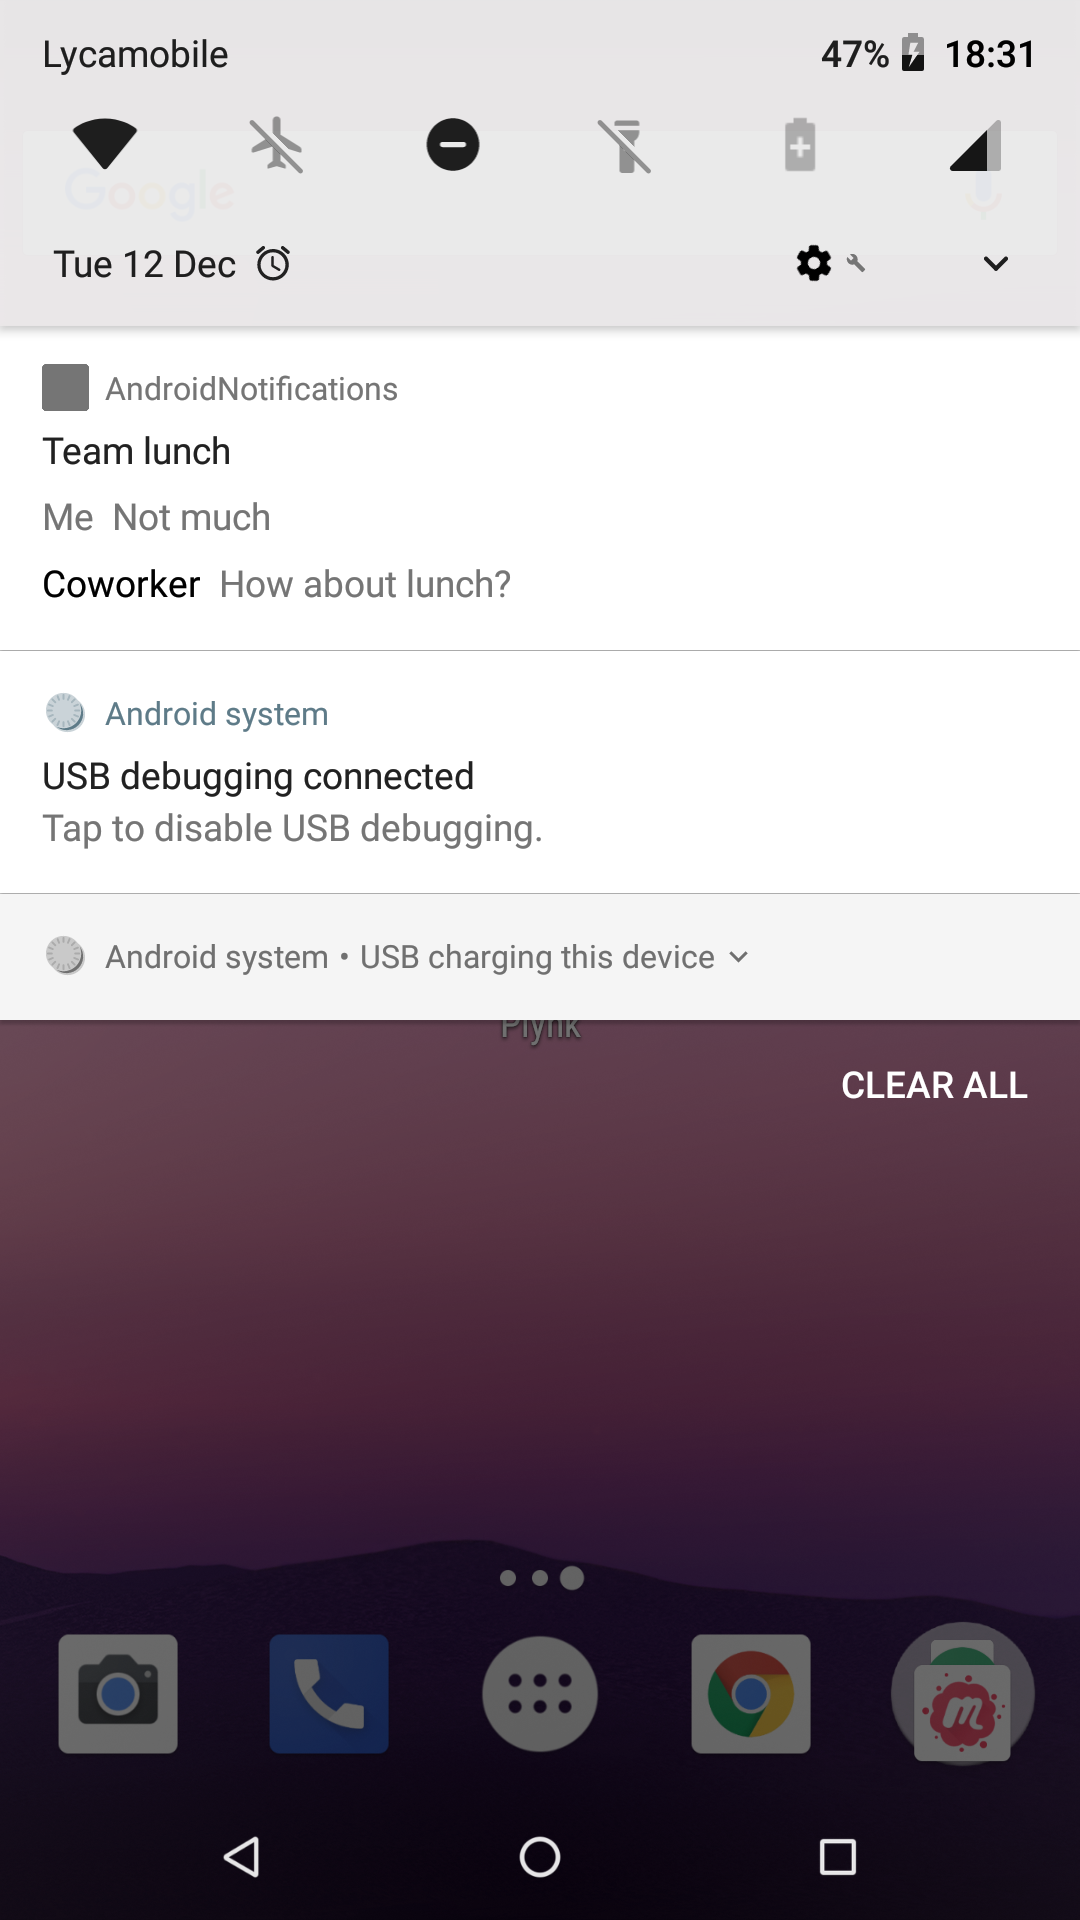 Lycamobile 47% 18:31
Google
Tue 12 Dec
AndroidNotifications
Team lunch
Me Not much
Coworker How about lunch?
Android system
USB debugging connected
Tap to disable USB debugging.
Android system • USB charging this device
Plynk
CLEAR ALL
m